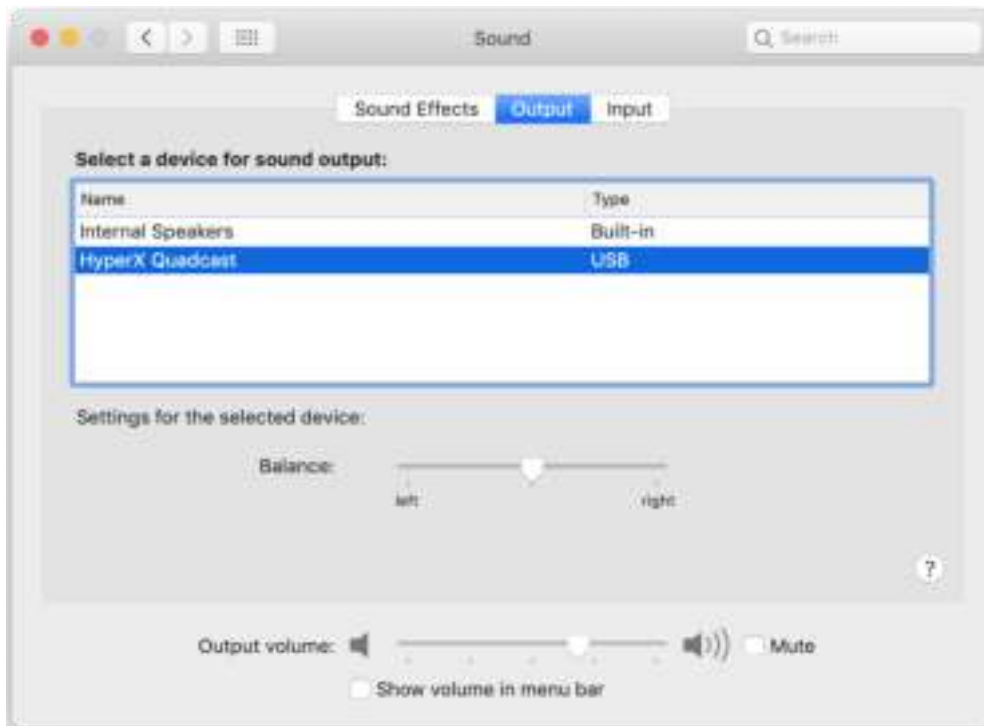 Sound
Search
Sound Effects Output Input
Select a device for sound output:
Name Type
Internal Speakers Built-in
HyperX Quadcast USB
Settings for the selected device:
Balance:
left right
?
Output volume: Mute
Show volume in menu bar